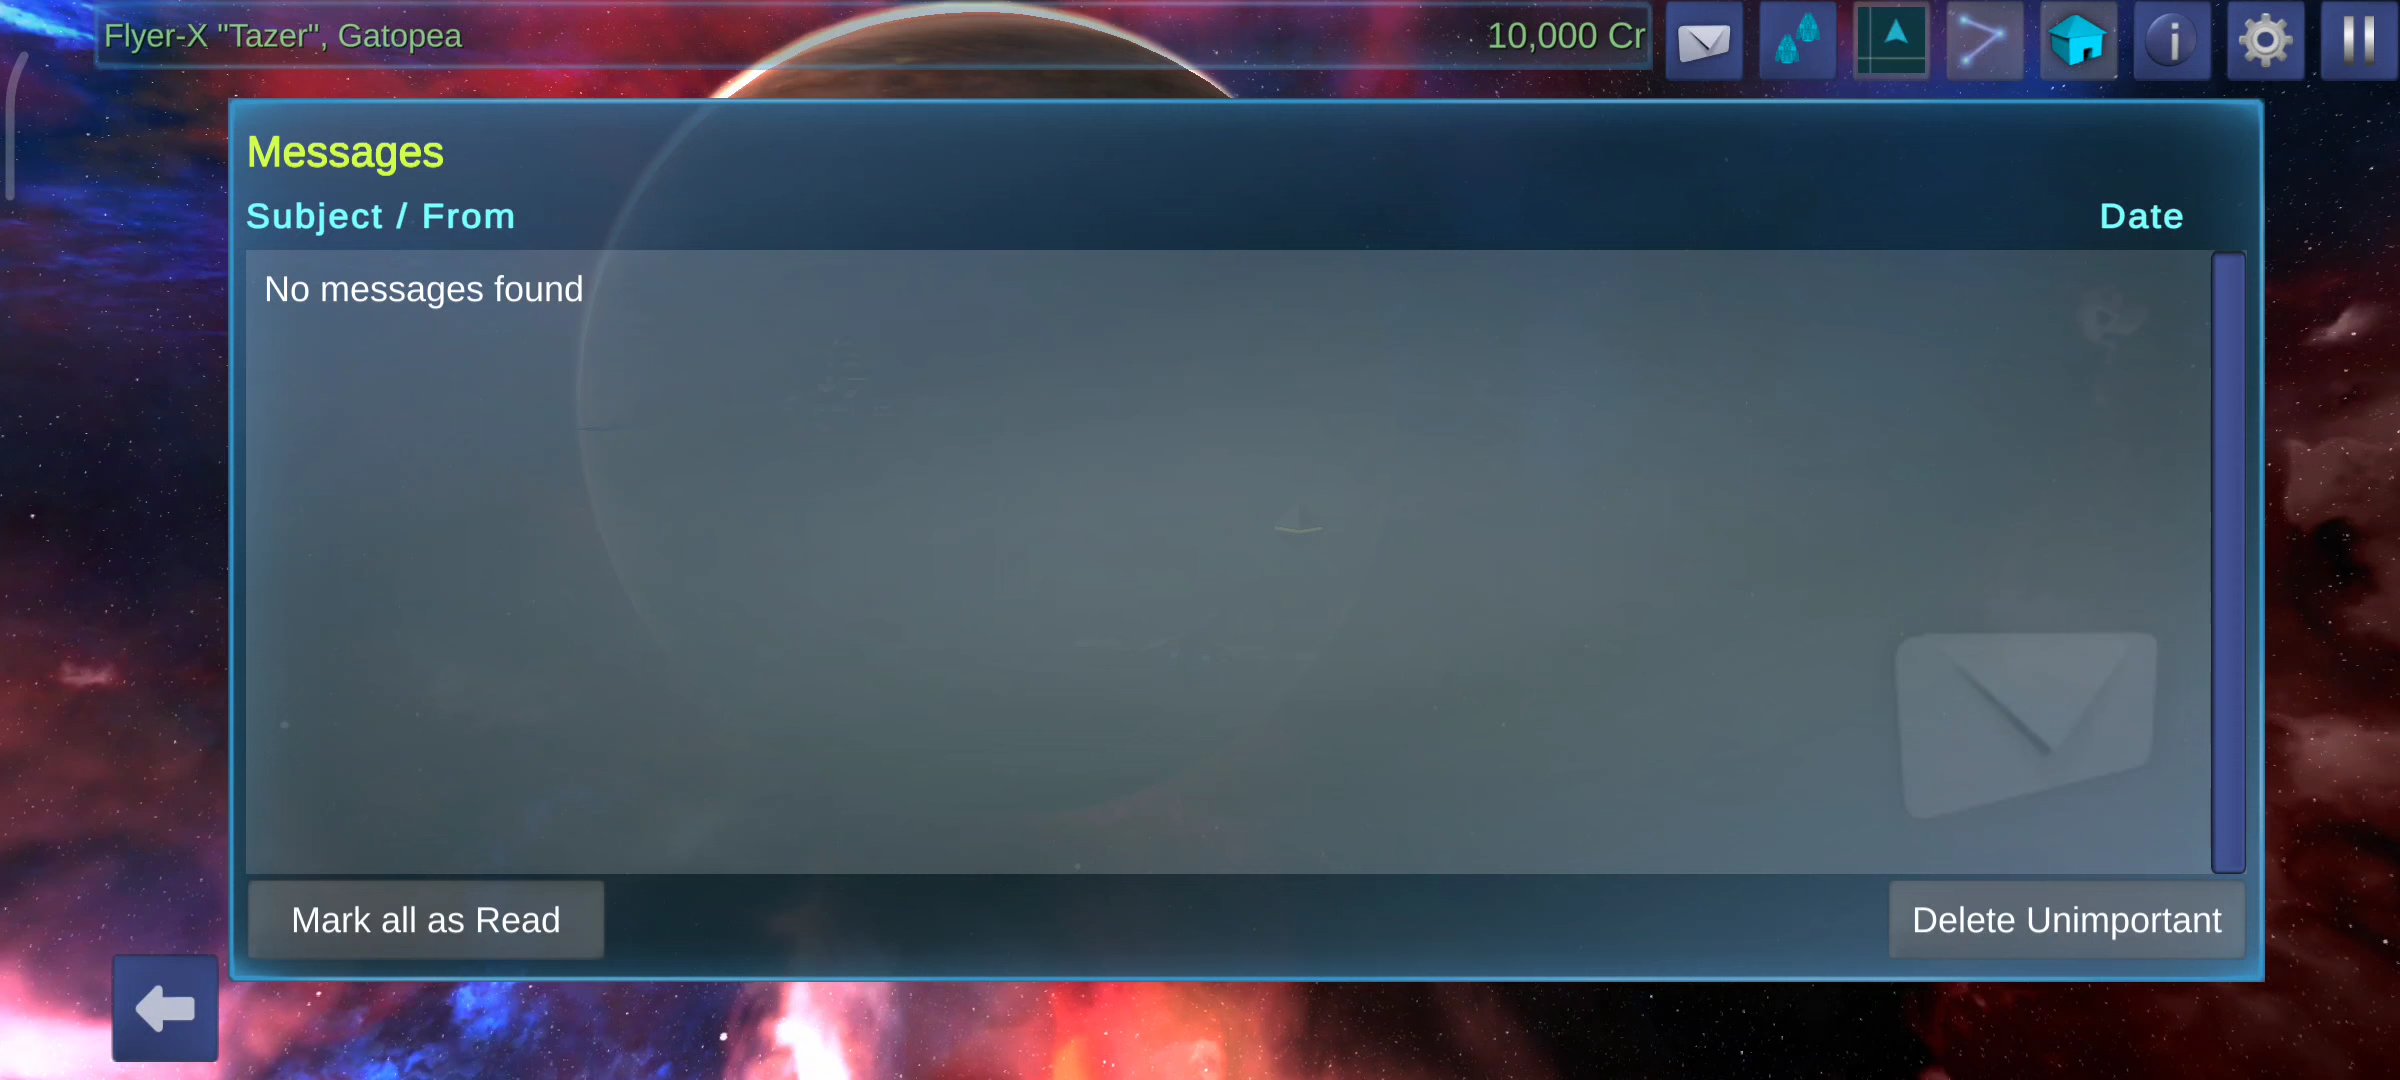 Flyer-X "Tazer", Gatopea
10,000 Cr
Messages
Subject / From
Date
No messages found
Mark all as Read
Delete Unimportant